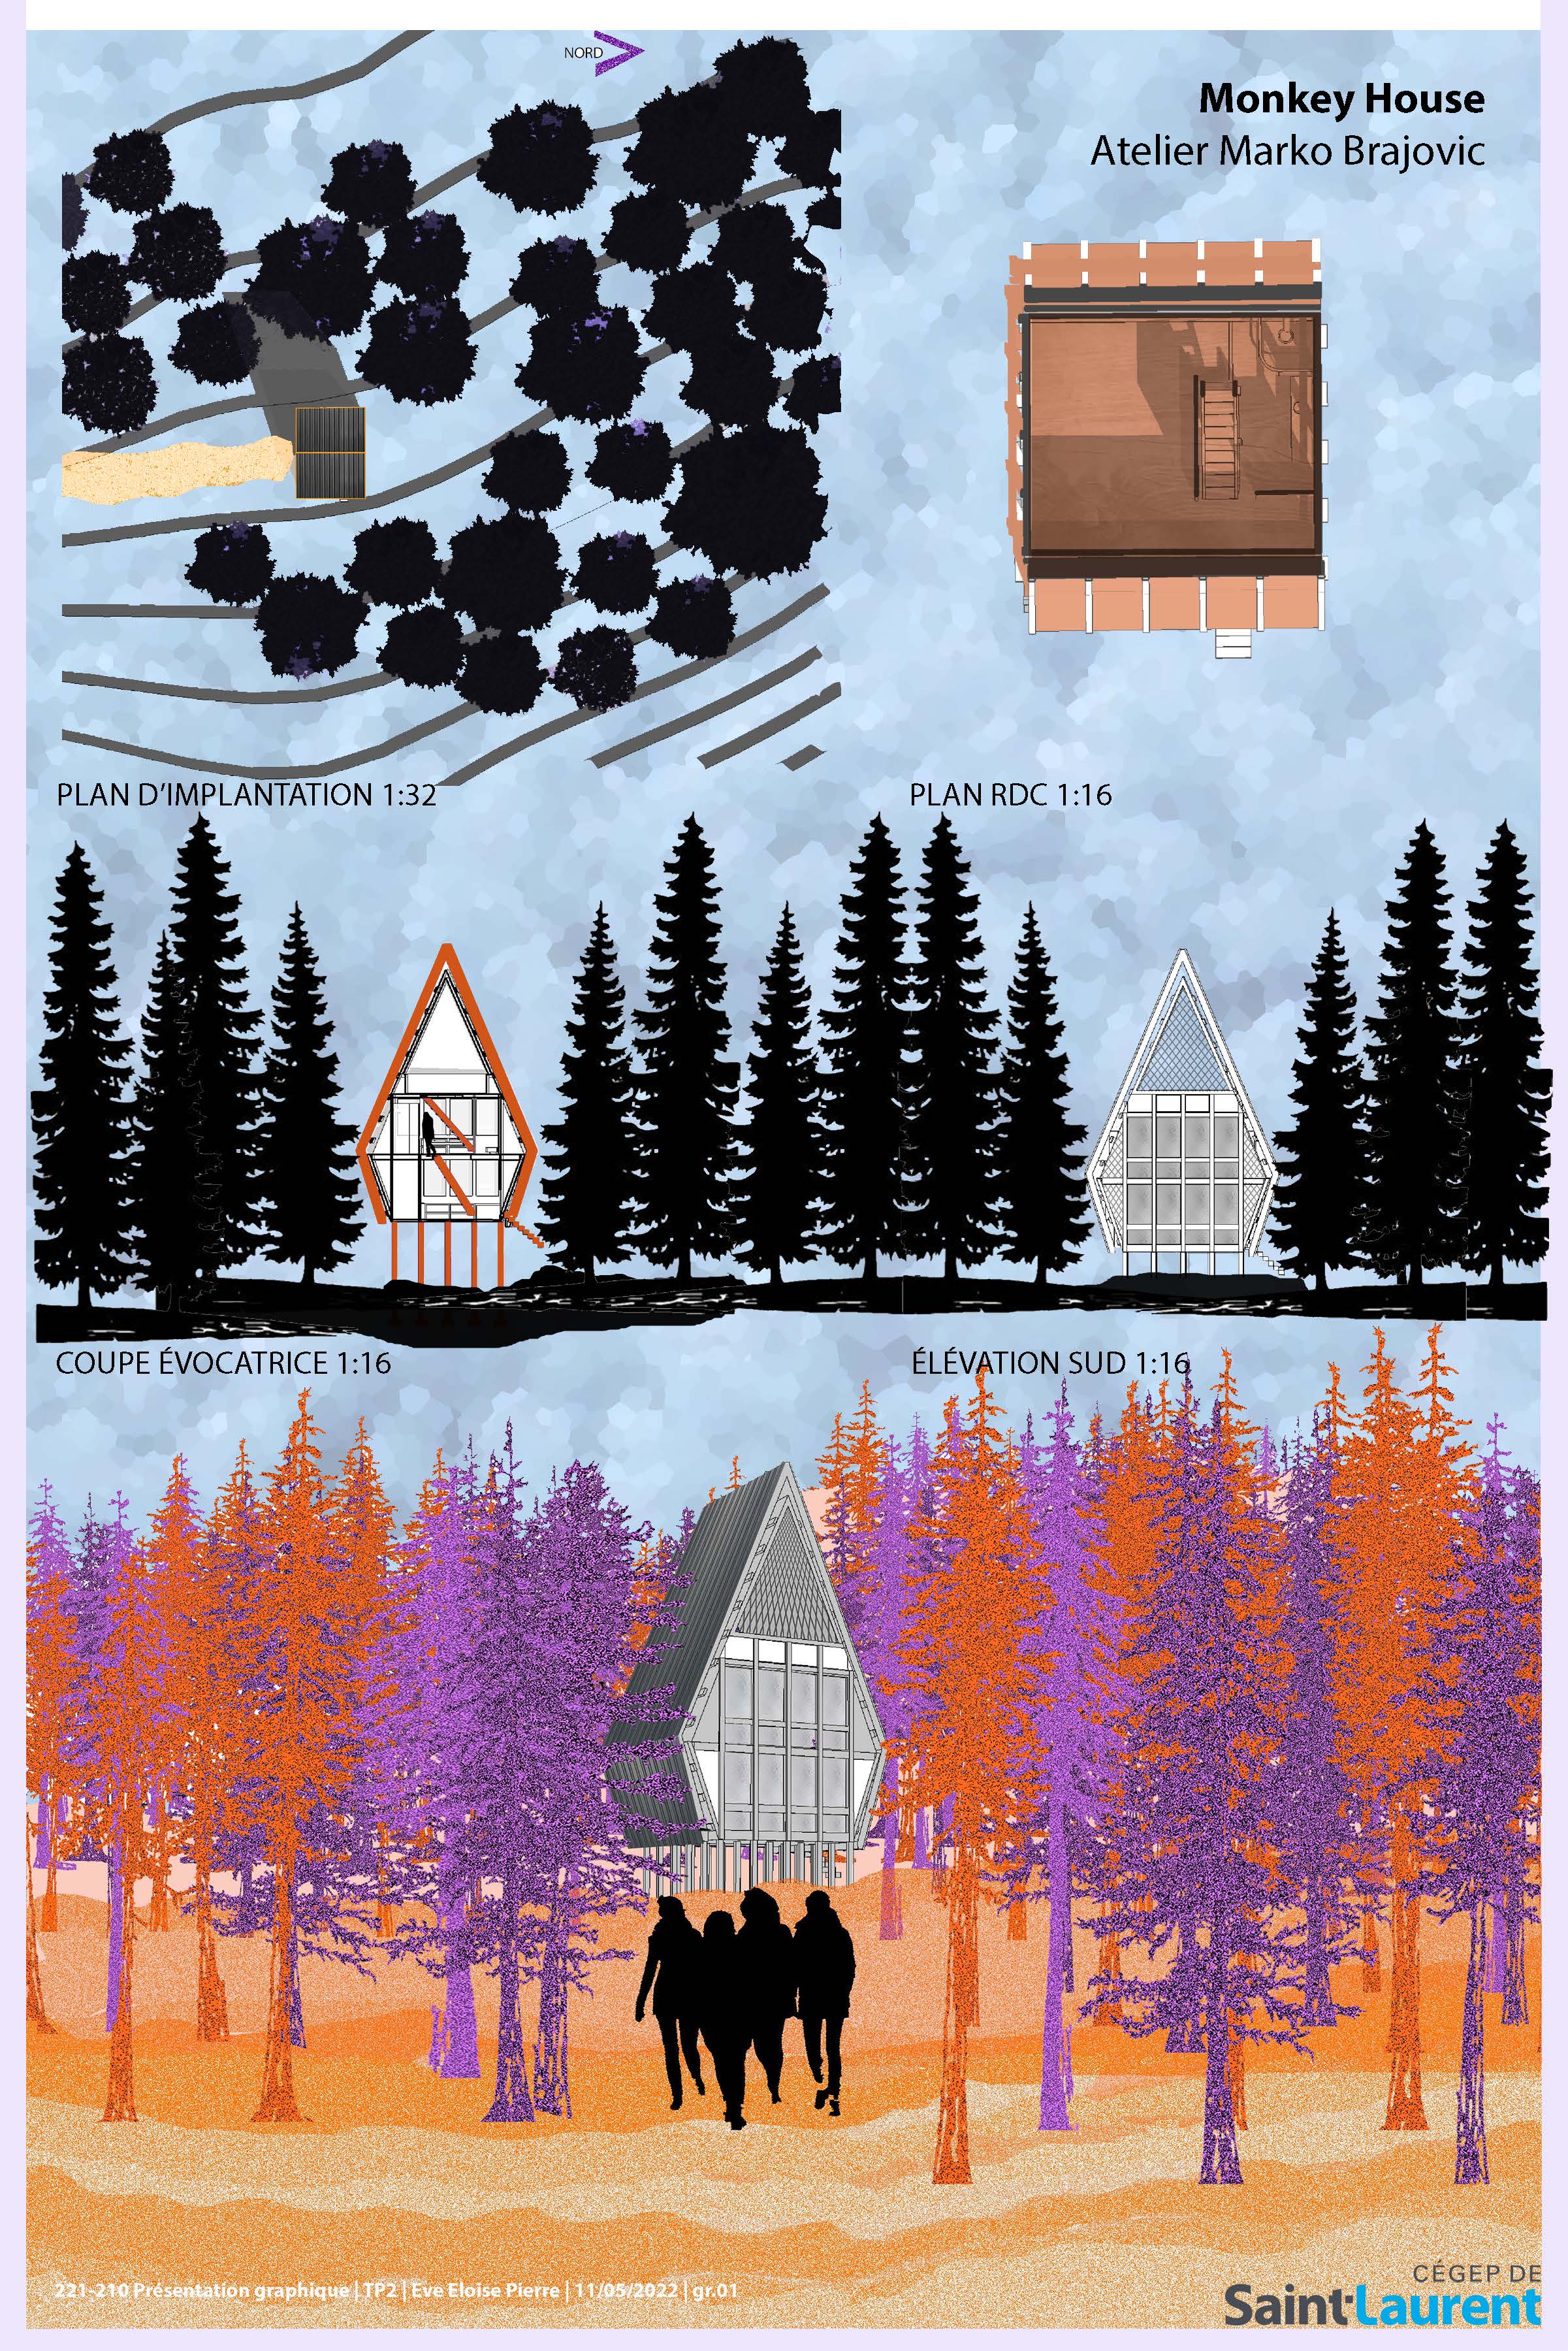 NORD
Monkey House
Atelier Marko Brajovic
PLAN D'IMPLANTATION 1:32
PLAN RDC 1:16
COUPE ÉVOCATRICE 1:16
ÉLÉVATION SUD 1:16
221-210 Présentation graphique | TP2 | Eve Eloise Pierre | 11/05/2022 | gr.01
CÉGEP DE
Saint-Laurent